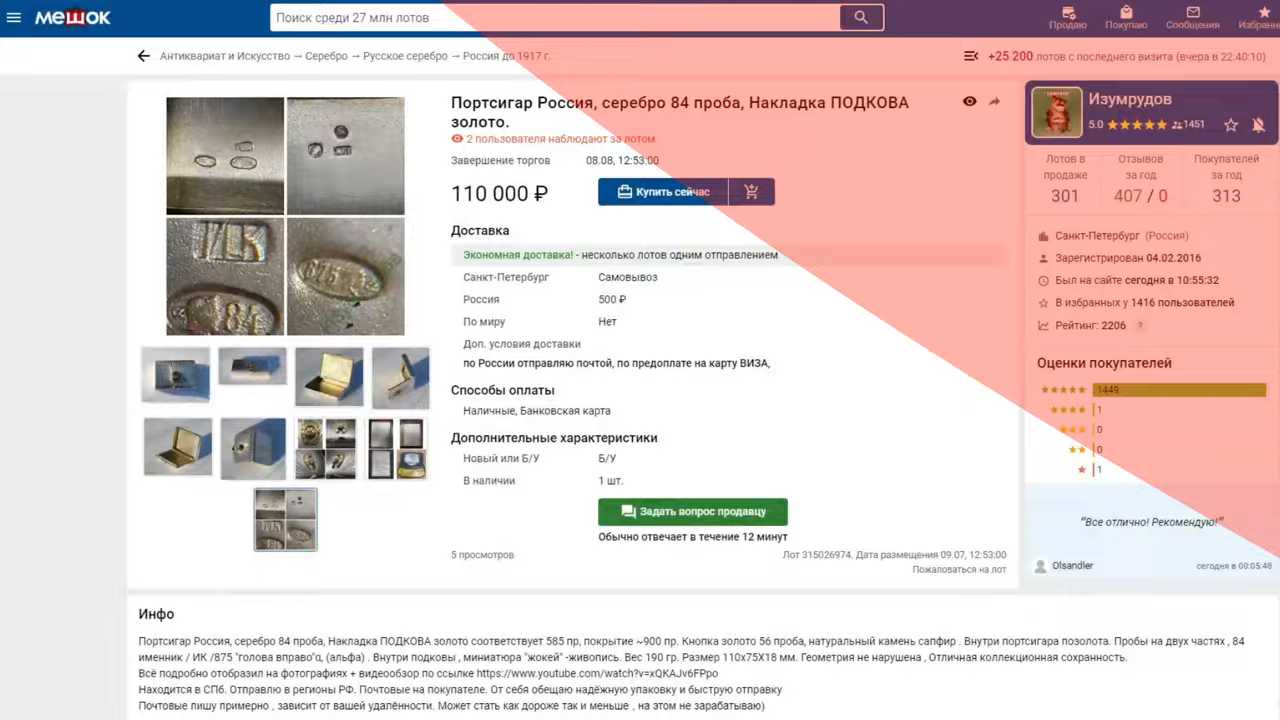 мешок
Поиск среди 27 млн лотов
Продаю
Покупаю
Сообщения
Избранн
Антиквариат и Искусство → Серебро → Русское серебро → Россия до 1917 г.
+25 200 лотов с последнего визита (вчера в 22:40:10)
Портсигар Россия, серебро 84 проба, Накладка ПОДКОВА
золото.
2 пользователя наблюдают за лотом
Завершение торгов 08.08, 12:53:00
110 000 ₽
Купить сейчас
Доставка
Экономная доставка! - несколько лотов одним отправлением
Санкт-Петербург Самовывоз
Россия 500 ₽
По миру Нет
Доп. условия доставки
по России отправляю почтой, по предоплате на карту ВИЗА,
Способы оплаты
Наличные, Банковская карта
Дополнительные характеристики
Новый или Б/У Б/У
В наличии 1 шт.
Задать вопрос продавцу
Обычно отвечает в течение 12 минут
5 просмотров
Лот 315026974. Дата размещения 09.07, 12:53:00
Пожаловаться на лот
Изумрудов
5.0 1451
Лотов в продаже 301
Отзывов за год 407 / 0
Покупателей за год 313
Санкт-Петербург (Россия)
Зарегистрирован 04.02.2016
Был на сайте сегодня в 10:55:32
В избранных у 1416 пользователей
Рейтинг: 2206 ?
Оценки покупателей
1449
1
0
0
1
“Все отлично! Рекомендую!”
Olsandler сегодня в 00:05:48
Инфо
Портсигар Россия, серебро 84 проба, Накладка ПОДКОВА золото соответствует 585 пр, покрытие ~900 пр. Кнопка золото 56 проба, натуральный камень сапфир . Внутри портсигара позолота. Пробы на двух частях , 84
именник / ИК /875 "голова вправо"α, (альфа) . Внутри подковы , миниатюра "жокей" -живопись. Вес 190 гр. Размер 110х75Х18 мм. Геометрия не нарушена , Отличная коллекционная сохранность.
Всё подробно отобразил на фотографиях + видеообзор по ссылке https://www.youtube.com/watch?v=xQKAJv6FPpo
Находится в СПб. Отправлю в регионы РФ. Почтовые на покупателе. От себя обещаю надёжную упаковку и быструю отправку
Почтовые пишу примерно , зависит от вашей удалённости. Может стать как дороже так и меньше , на этом не зарабатываю)